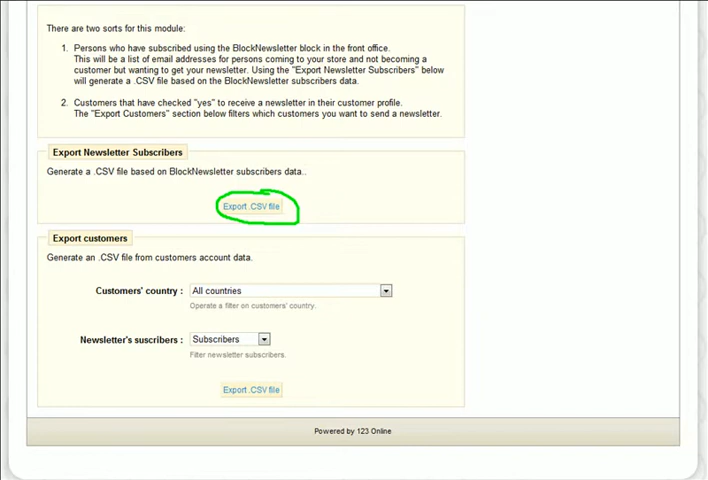 There are two sorts for this module:
1. Persons who have subscribed using the BlockNewsletter block in the front office.
This will be a list of email addresses for persons coming to your store and not becoming a
customer but wanting to get your newsletter. Using the "Export Newsletter Subscribers" below
will generate a .CSV file based on the BlockNewsletter subscribers data.
2. Customers that have checked "yes" to receive a newsletter in their customer profile.
The "Export Customers" section below filters which customers you want to send a newsletter.
Export Newsletter Subscribers
Generate a .CSV file based on BlockNewsletter subscribers data..
Export .CSV file
Export customers
Generate an .CSV file from customers account data.
Customers' country : All countries
Operate a filter on customers' country.
Newsletter's suscribers : Subscribers
Filter newsletter subscribers.
Export .CSV file
Powered by 123 Online